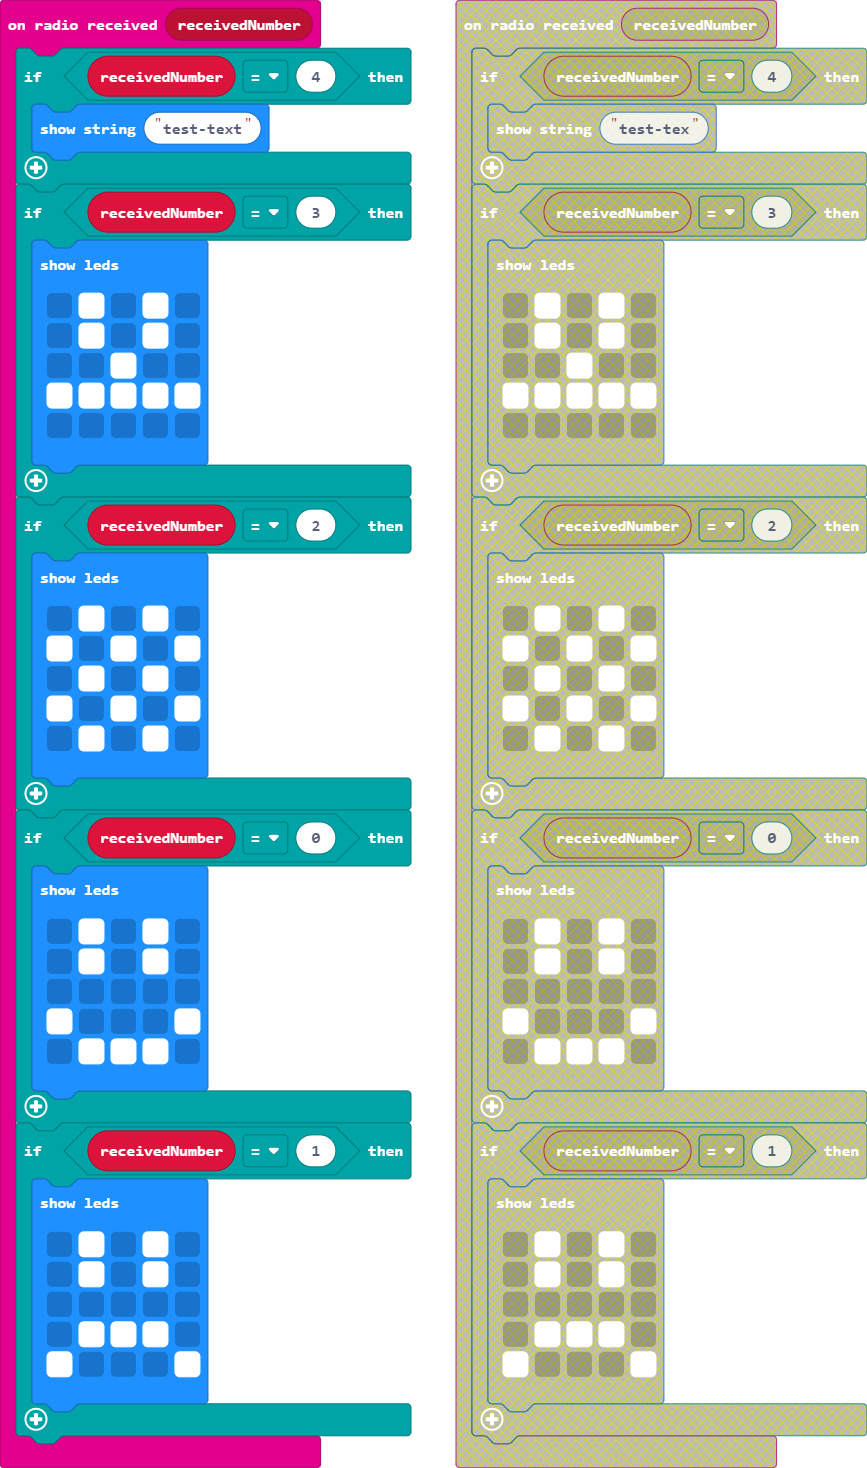 on radio received receivedNumber
if receivedNumber = 4 then
show string "test-text"
if receivedNumber = 3 then
show leds
if receivedNumber = 2 then
show leds
if receivedNumber = 0 then
show leds
if receivedNumber = 1 then
show leds
on radio received receivedNumber
if receivedNumber = 4 then
show string "test-tex"
if receivedNumber = 3 then
show leds
if receivedNumber = 2 then
show leds
if receivedNumber = 0 then
show leds
if receivedNumber = 1 then
show leds